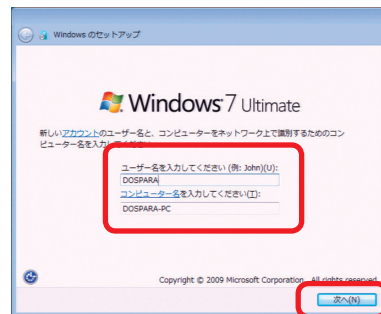 Windows のセットアップ
Windows 7 Ultimate
新しいアカウントのユーザー名と、コンピューターをネットワーク上で識別するためのコン
ピューター名を入力してください。
ユーザー名を入力してください (例: John)(U):
DOSPARA
コンピューター名を入力してください(T):
DOSPARA-PC
Copyright © 2009 Microsoft Corporation. All rights reserved.
次へ(N)